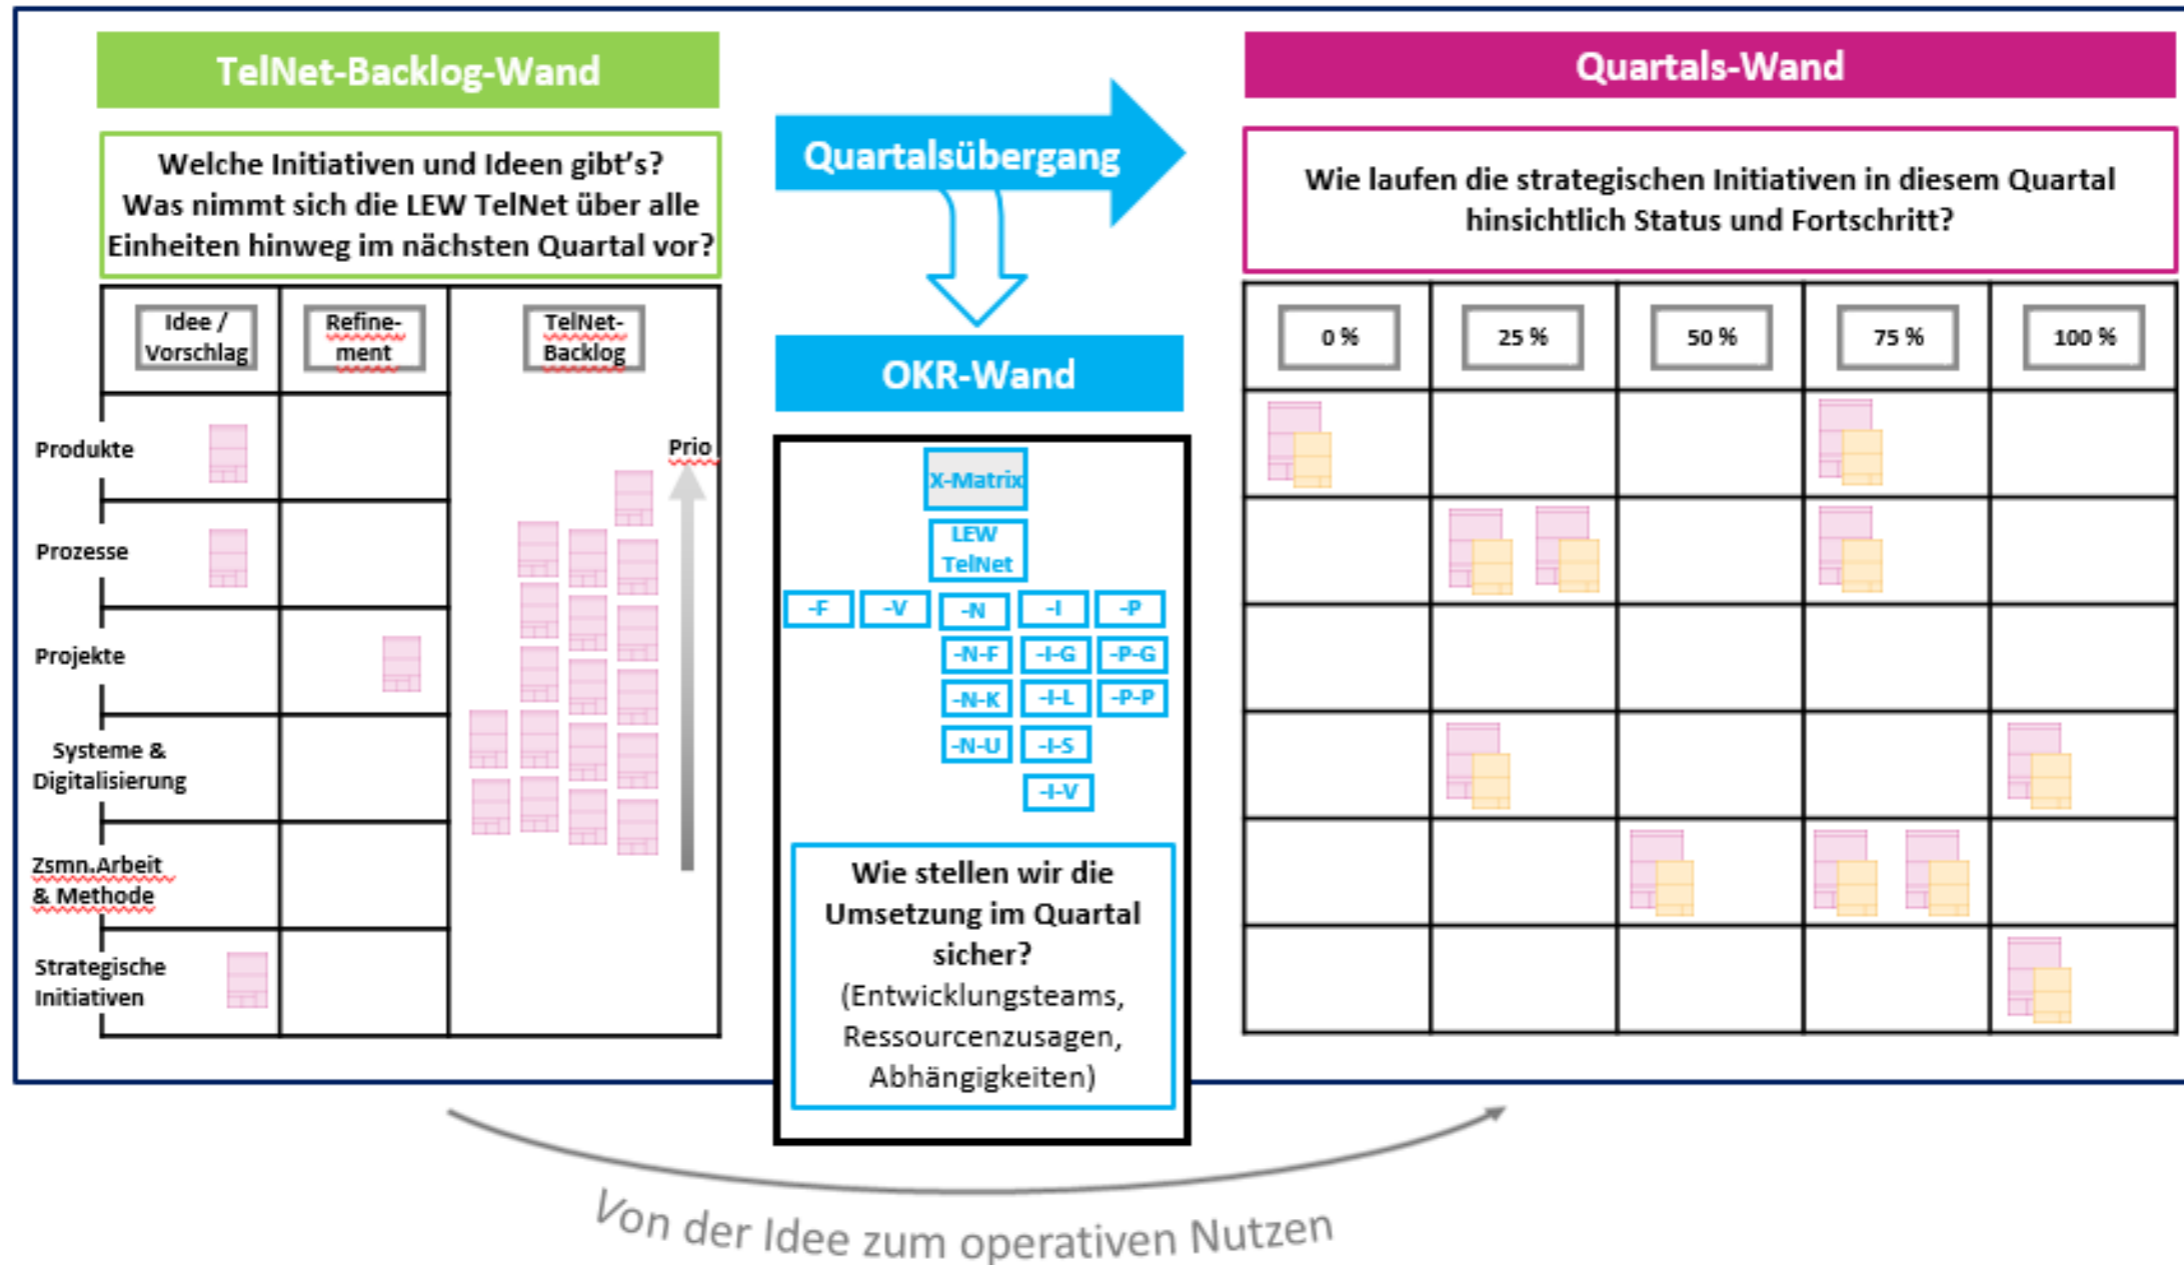 TelNet-Backlog-Wand
Welche Initiativen und Ideen gibt's?
Was nimmt sich die LEW TelNet über alle
Einheiten hinweg im nächsten Quartal vor?
Idee /
Vorschlag
Refine-
ment
TelNet-
Backlog
Prio
Produkte
Prozesse
Projekte
Systeme &
Digitalisierung
Zsmn.Arbeit
& Methode
Strategische
Initiativen
Quartalsübergang
OKR-Wand
X-Matrix
LEW
TelNet
-F
-V
-N
-I
-P
-N-F
-I-G
-P-G
-N-K
-I-L
-P-P
-N-U
-I-S
-I-V
Wie stellen wir die
Umsetzung im Quartal
sicher?
(Entwicklungsteams,
Ressourcenzusagen,
Abhängigkeiten)
Quartals-Wand
Wie laufen die strategischen Initiativen in diesem Quartal
hinsichtlich Status und Fortschritt?
0 %
25 %
50 %
75 %
100 %
Von der Idee zum operativen Nutzen